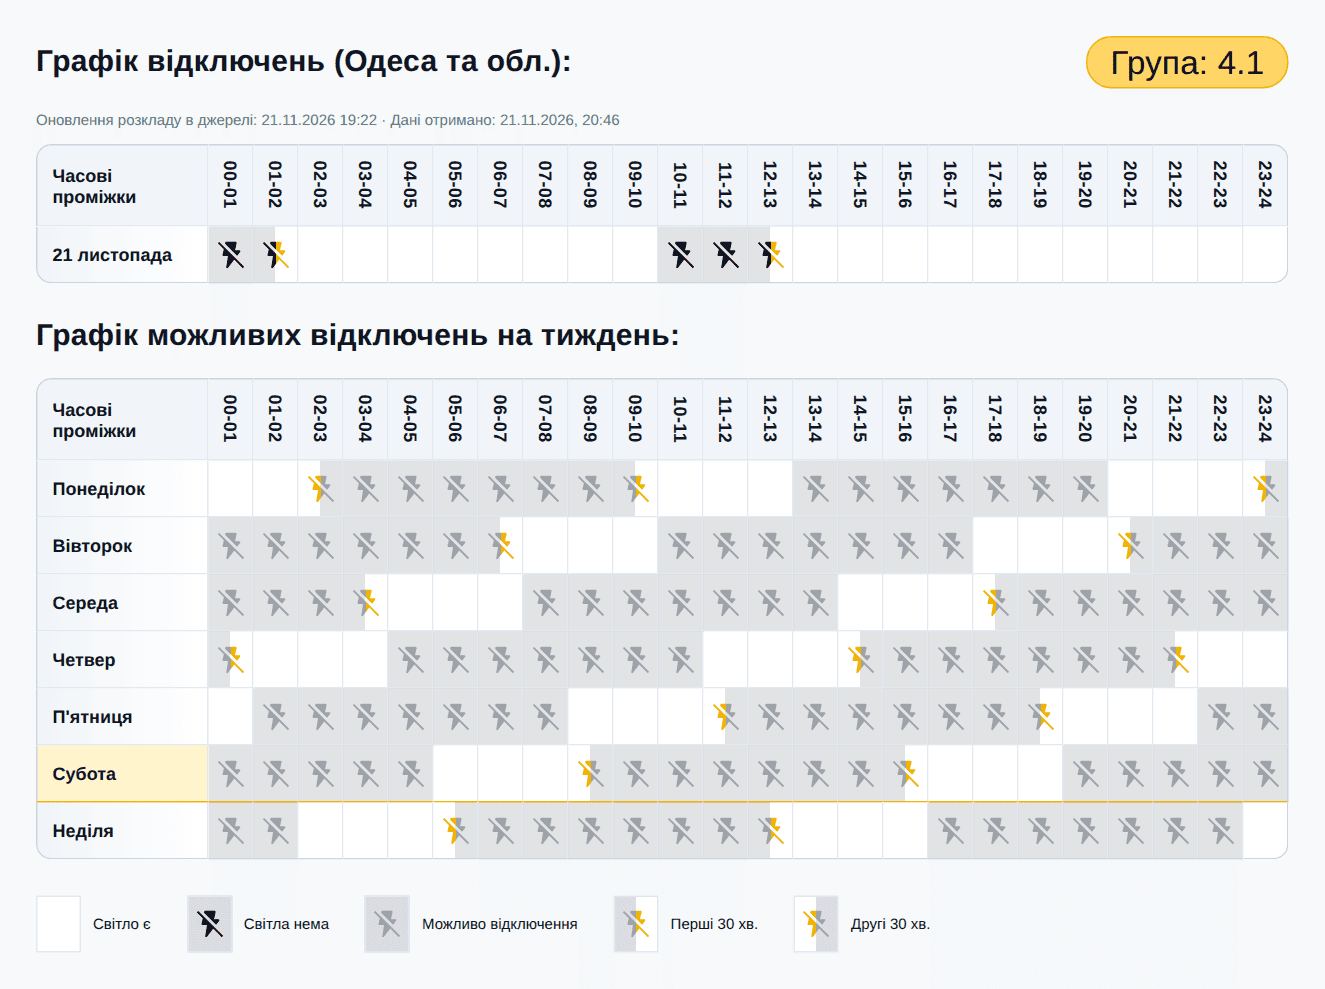 Графік відключень (Одеса та обл.):
Група: 4.1
Оновлення розкладу в джерелі: 21.11.2026 19:22 · Дані отримано: 21.11.2026, 20:46
Часові
проміжки
00-01 01-02 02-03 03-04 04-05 05-06 06-07 07-08 08-09 09-10 10-11 11-12 12-13 13-14 14-15 15-16 16-17 17-18 18-19 19-20 20-21 21-22 22-23 23-24
21 листопада
Графік можливих відключень на тиждень:
Часові
проміжки
00-01 01-02 02-03 03-04 04-05 05-06 06-07 07-08 08-09 09-10 10-11 11-12 12-13 13-14 14-15 15-16 16-17 17-18 18-19 19-20 20-21 21-22 22-23 23-24
Понеділок
Вівторок
Середа
Четвер
П'ятниця
Субота
Неділя
Світло є
Світла нема
Можливо відключення
Перші 30 хв.
Другі 30 хв.